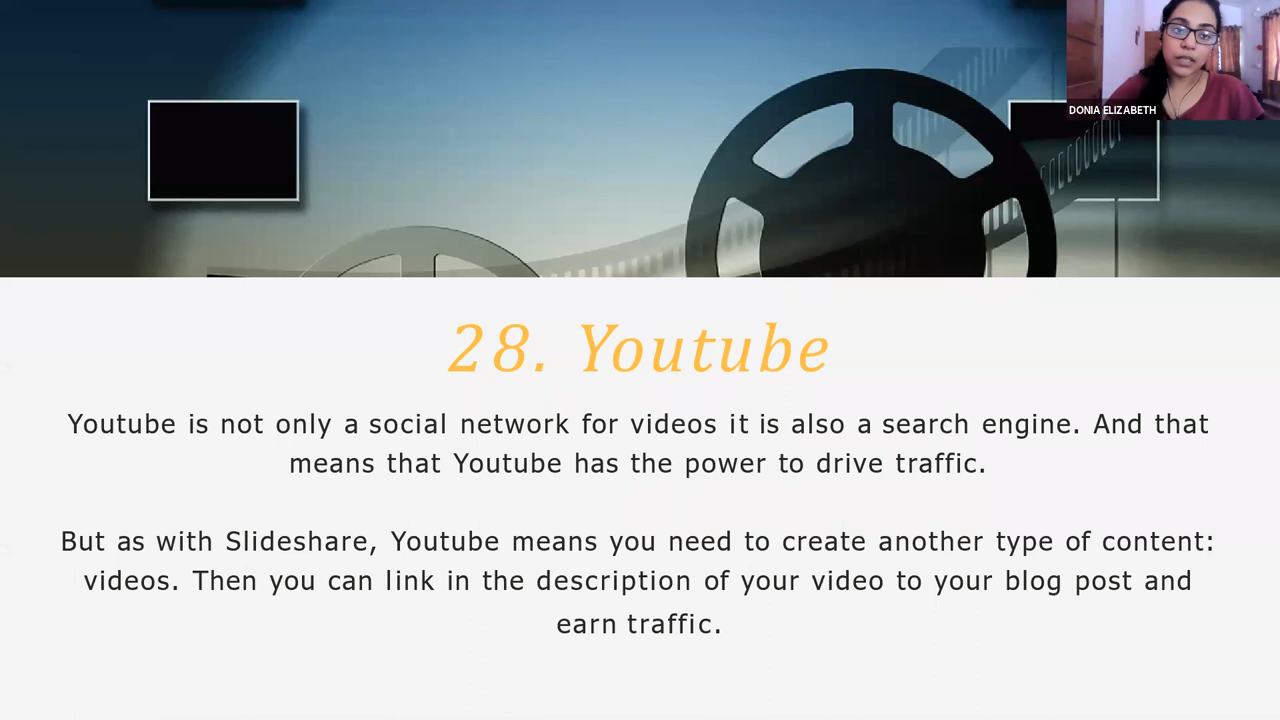 DONIA ELIZABETH
28. Youtube
Youtube is not only a social network for videos it is also a search engine. And that
means that Youtube has the power to drive traffic.
But as with Slideshare, Youtube means you need to create another type of content:
videos. Then you can link in the description of your video to your blog post and
earn traffic.